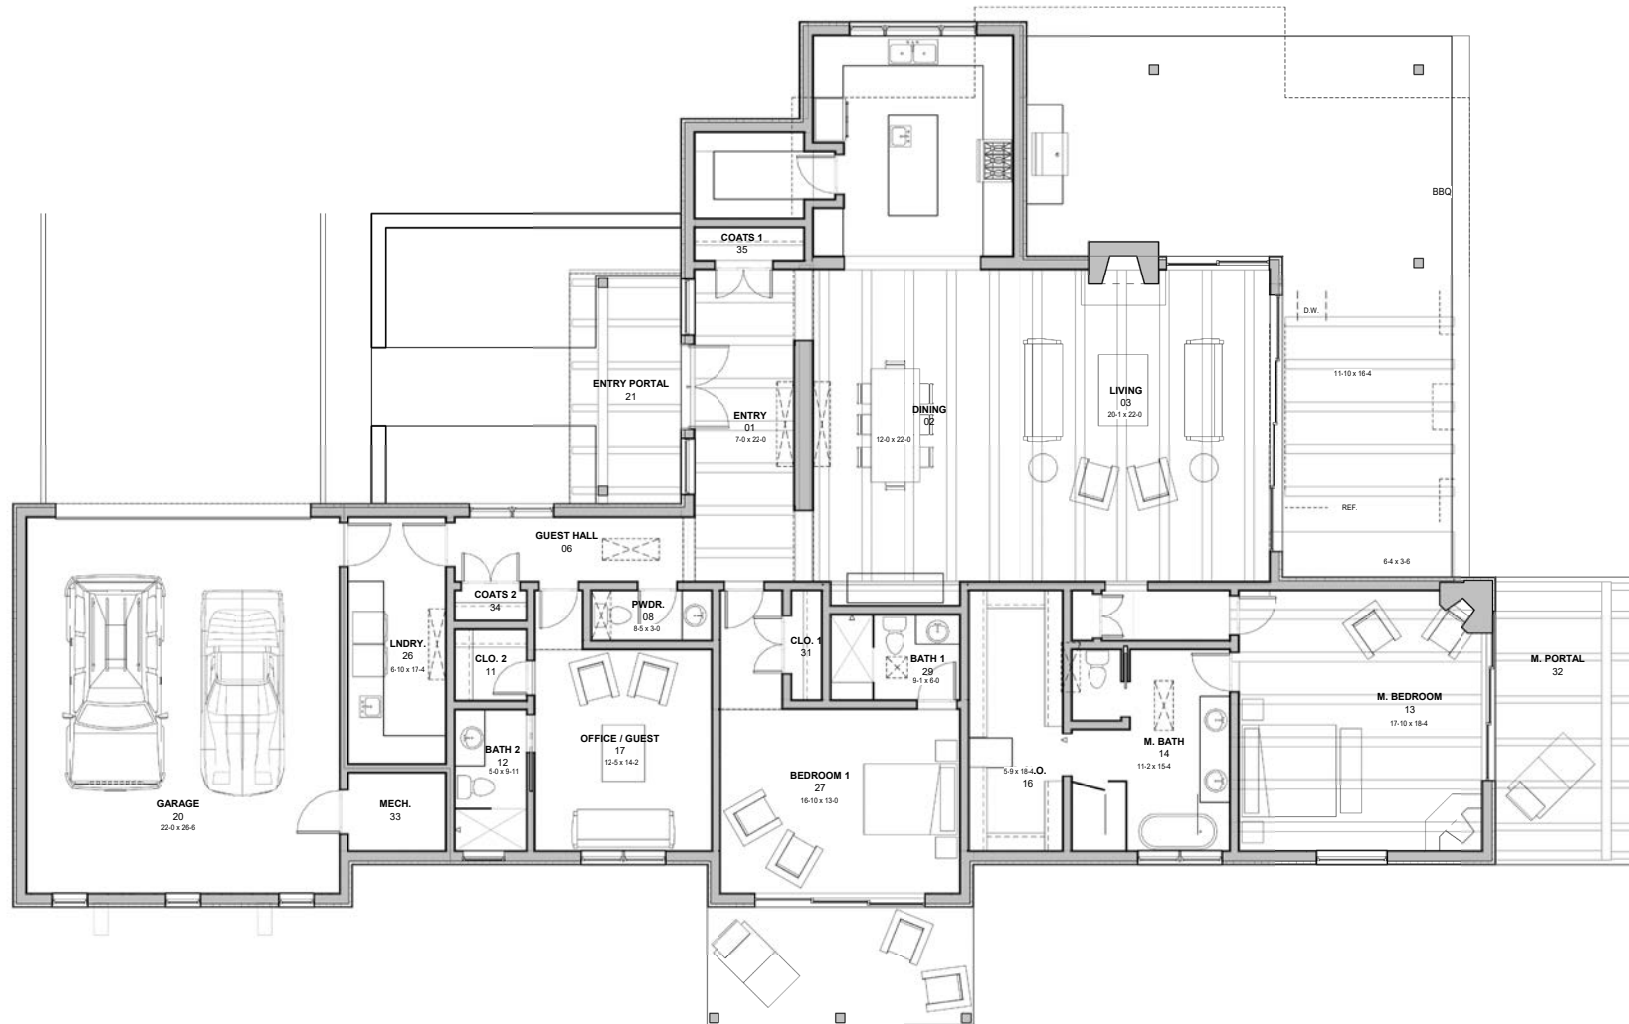 BBQ
COATS 1
35
D.W.
11-10 x 16-4
ENTRY PORTAL
21
ENTRY
01
7-0 x 22-0
DINING
02
12-0 x 22-0
LIVING
03
20-1 x 22-0
REF.
6-4 x 3-6
GUEST HALL
06
COATS 2
34
PWDR.
08
8-5 x 3-0
LNDRY.
26
6-10 x 17-4
CLO. 2
11
CLO. 1
31
BATH 1
29
9-1 x 6-0
M. PORTAL
32
M. BEDROOM
13
17-10 x 18-4
BATH 2
12
5-0 x 9-11
OFFICE / GUEST
17
12-5 x 14-2
M. BATH
14
11-2 x 15-4
BEDROOM 1
27
16-10 x 13-0
5-9 x 18-4
.O.
16
GARAGE
20
22-0 x 26-6
MECH.
33